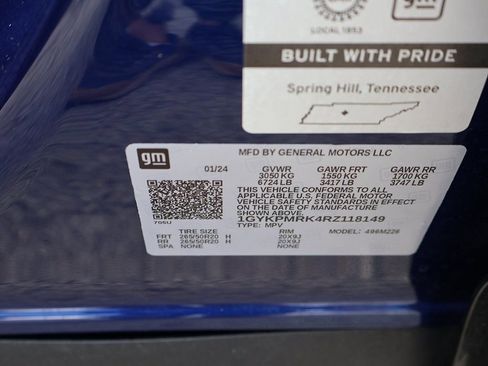 gm
LOCAL 1853
BUILT WITH PRIDE
Spring Hill, Tennessee
gm
MFD BY GENERAL MOTORS LLC
01/24 GVWR GAWR FRT GAWR RR
3050 KG 1550 KG 1700 KG
6724 LB 3417 LB 3747 LB
THIS VEHICLE CONFORMS TO ALL
APPLICABLE U.S. FEDERAL MOTOR
VEHICLE SAFETY STANDARDS IN EFFECT
ON THE DATE OF MANUFACTURE
SHOWN ABOVE.
1GYKPMRK4RZ118149
TYPE: MPV MODEL: 496M226
TIRE SIZE RIM
FRT 265/50R20 H 20X9J
RR 265/50R20 H 20X9J
SPA NONE NONE